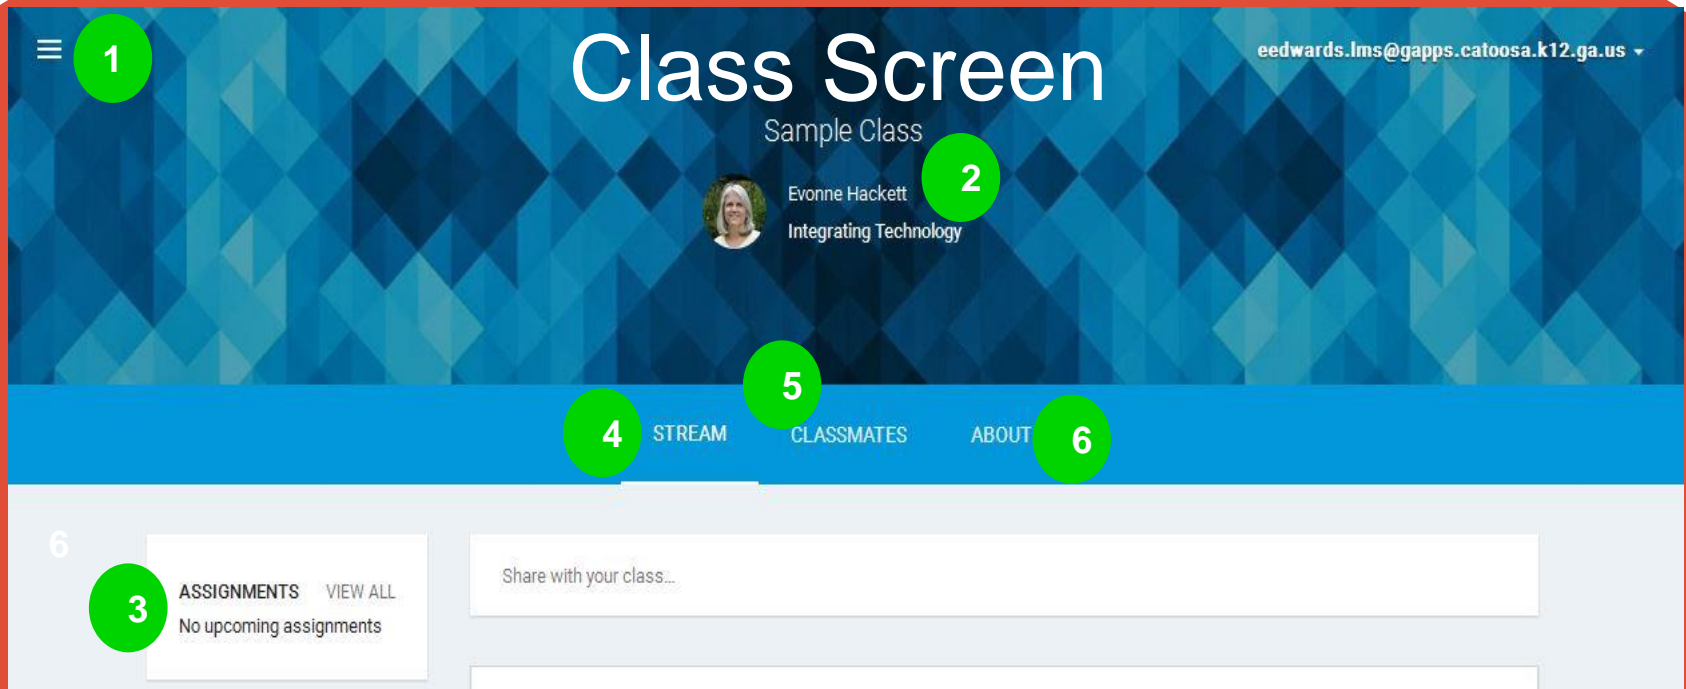 1
Class Screen
eedwards.lms@gapps.catoosa.k12.ga.us
Sample Class
2
Evonne Hackett
Integrating Technology
5
4
STREAM
CLASSMATES
ABOUT
6
6
3
ASSIGNMENTS VIEW ALL
No upcoming assignments
Share with your class...